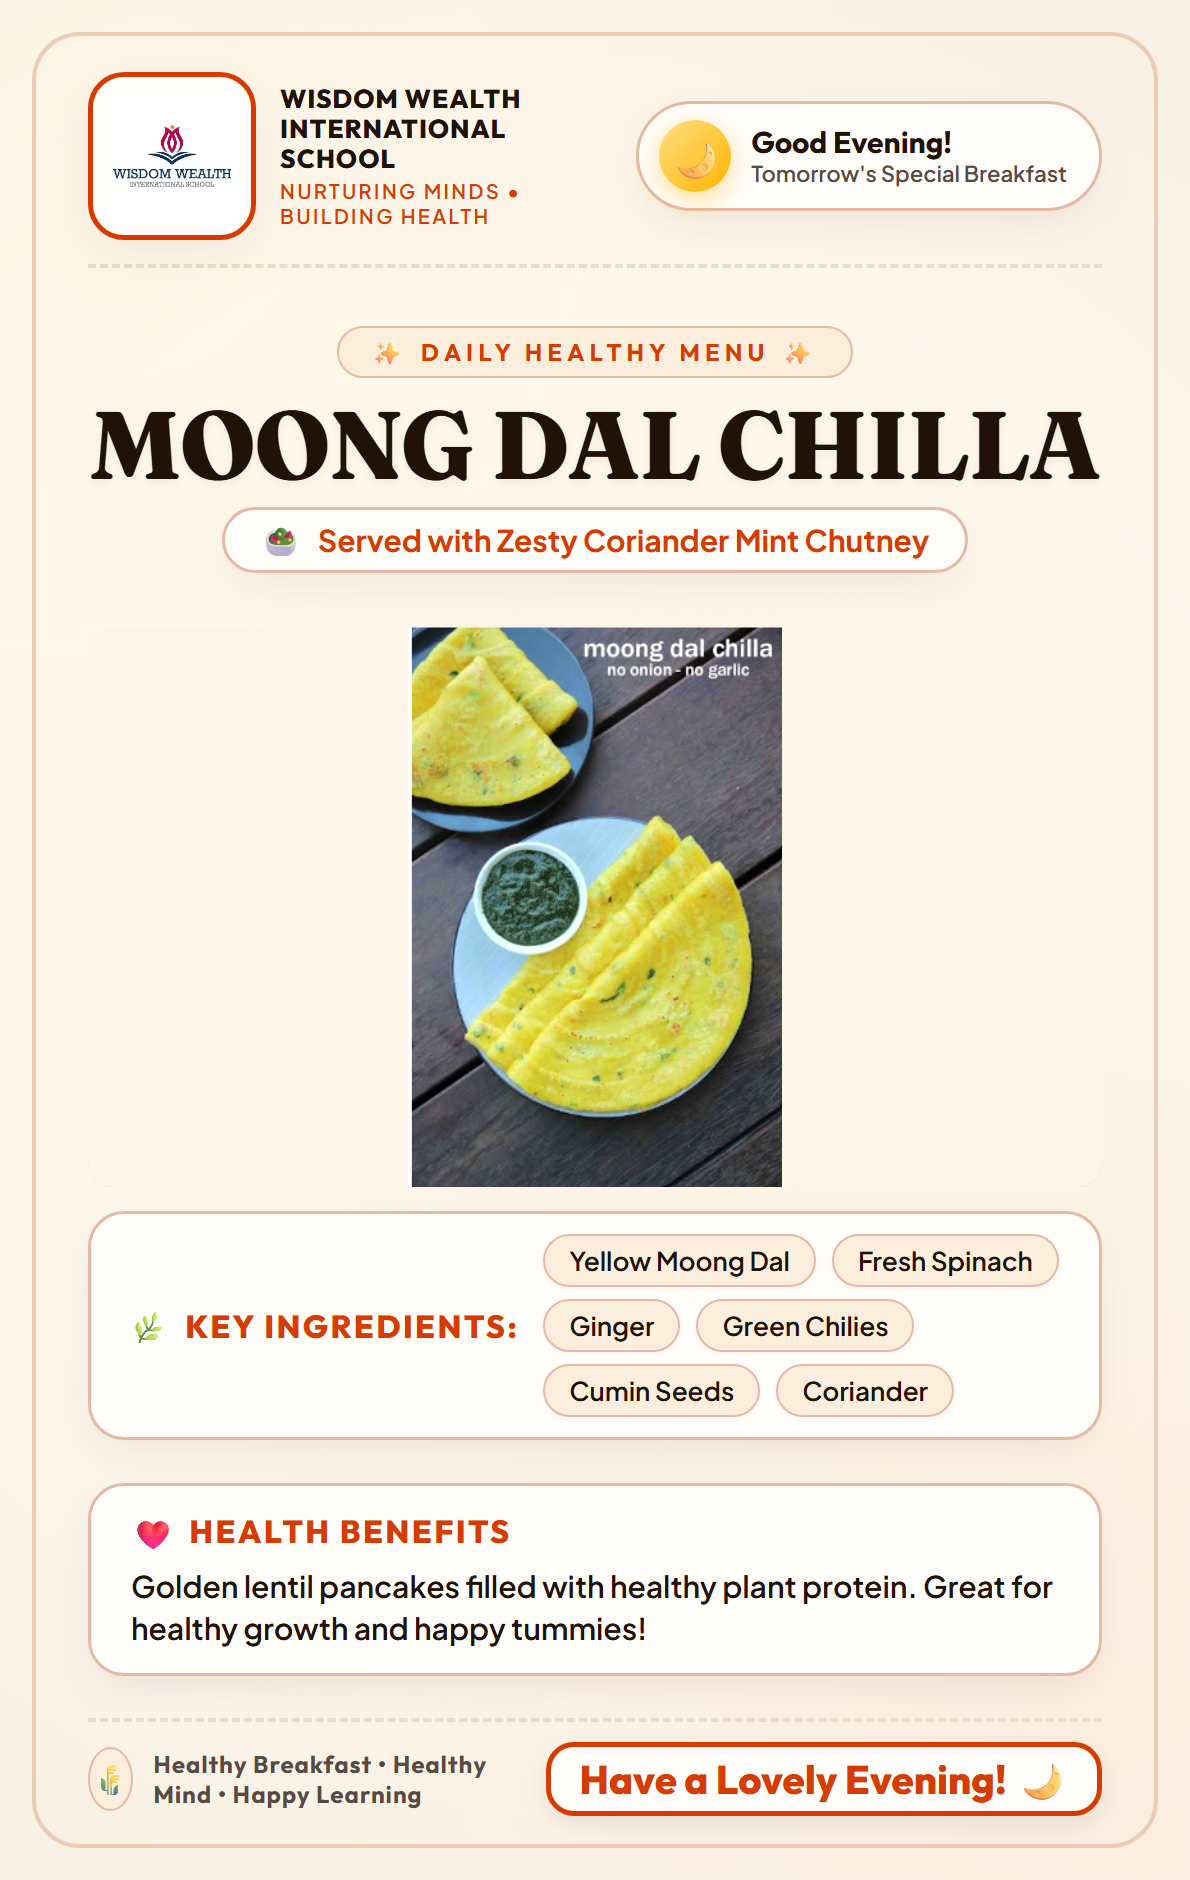 WISDOM WEALTH
INTERNATIONAL SCHOOL
WISDOM WEALTH
INTERNATIONAL
SCHOOL
NURTURING MINDS •
BUILDING HEALTH
Good Evening!
Tomorrow's Special Breakfast
DAILY HEALTHY MENU
MOONG DAL CHILLA
Served with Zesty Coriander Mint Chutney
moong dal chilla
no onion - no garlic
KEY INGREDIENTS:
Yellow Moong Dal
Fresh Spinach
Ginger
Green Chilies
Cumin Seeds
Coriander
HEALTH BENEFITS
Golden lentil pancakes filled with healthy plant protein. Great for
healthy growth and happy tummies!
Healthy Breakfast • Healthy
Mind • Happy Learning
Have a Lovely Evening!